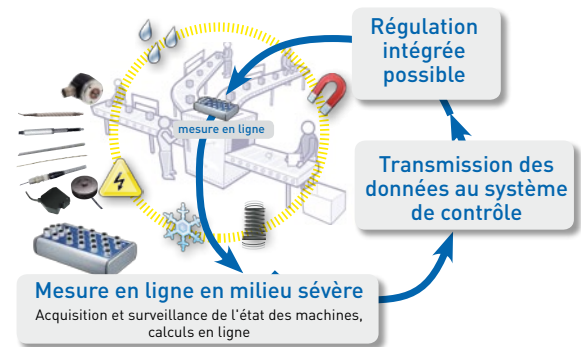 Régulation
intégrée
possible
mesure en ligne
Transmission des
données au système
de contrôle
Mesure en ligne en milieu sévère
Acquisition et surveillance de l'état des machines,
calculs en ligne